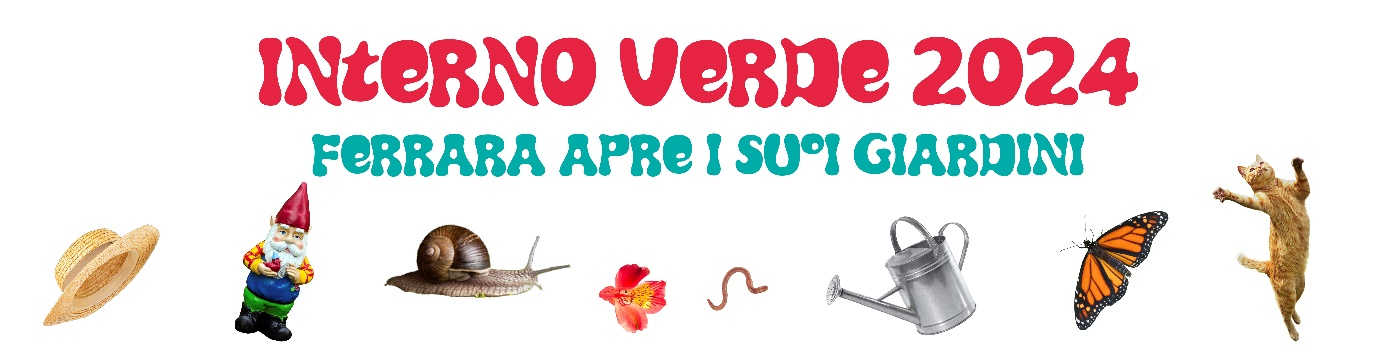 INteRNO VeRDe 2024
FeRRARA APRe I SUoI GIARDINI